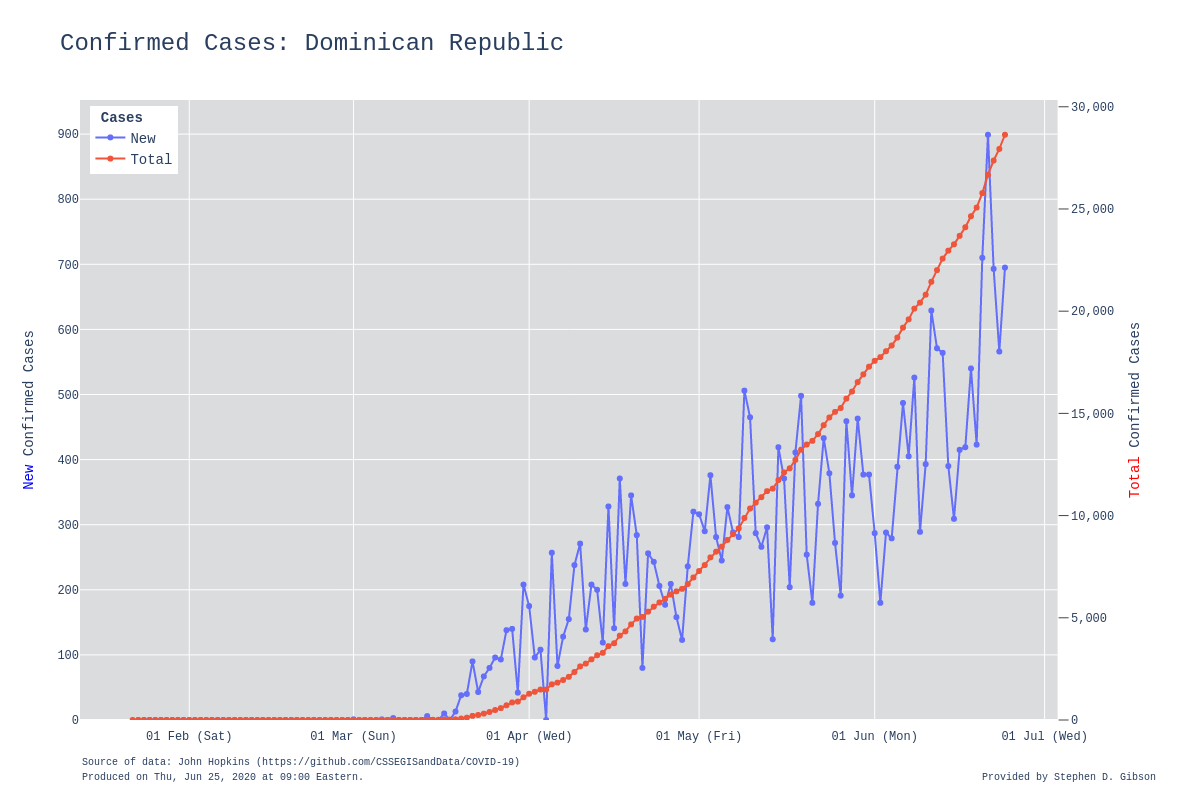 Confirmed Cases: Dominican Republic
Cases
New
Total
900
800
700
600
500
400
300
200
100
0
New Confirmed Cases
30,000
25,000
20,000
15,000
10,000
5,000
0
Total Confirmed Cases
01 Feb (Sat)
01 Mar (Sun)
01 Apr (Wed)
01 May (Fri)
01 Jun (Mon)
01 Jul (Wed)
Source of data: John Hopkins (https://github.com/CSSEGISandData/COVID-19)
Produced on Thu, Jun 25, 2020 at 09:00 Eastern.
Provided by Stephen D. Gibson